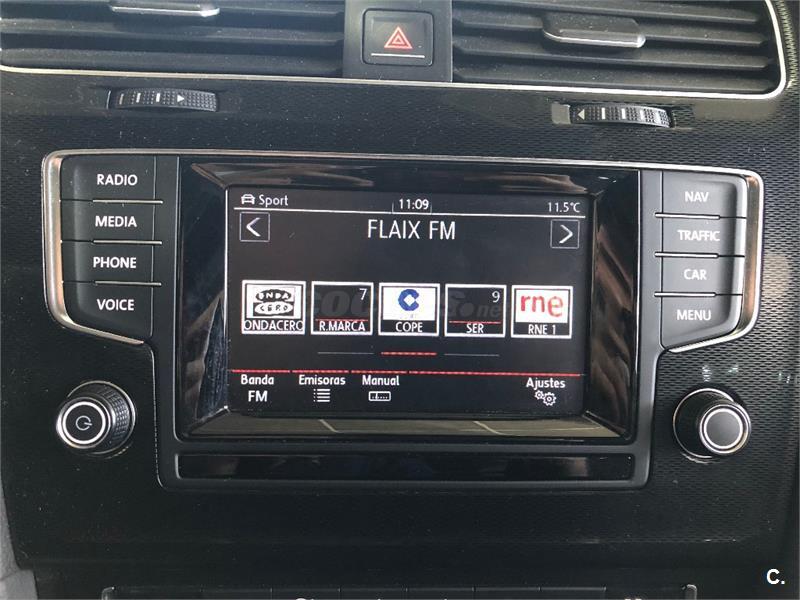 RADIO
MEDIA
PHONE
VOICE
NAV
TRAFFIC
CAR
MENU
Sport 11:09 11.5°C
< FLAIX FM >
ONDA CERO 7 9 rne
ONDACERO R.MARCA COPE SER RNE 1
Banda Emisoras Manual Ajustes
FM
C.